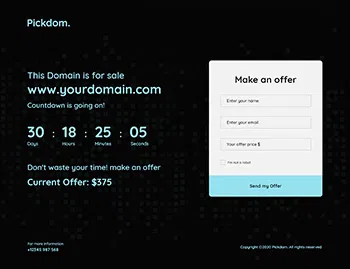 Pickdom.
This Domain is for sale
www.yourdomain.com
Countdown is going on!
30 : 18 : 25 : 05
Days Hours Minutes Seconds
Don't waste your time! make an offer
Current Offer: $375
Make an offer
Enter your name
Enter your email
Your offer price $
I'm not a robot
Send my Offer
For more information
+12345 987 568
Copyright ©2020 Pickdom. All rights reserved.